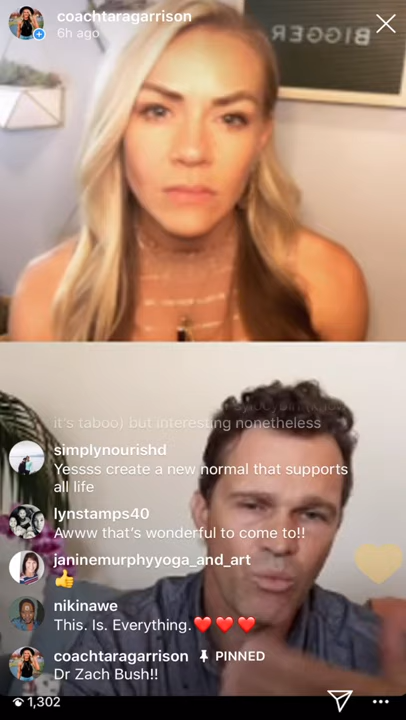 coachtaragarrison
6h ago
BIGGER
it's taboo) but interesting nonetheless
simplynourishd
Yessss create a new normal that supports
all life
lynstamps40
Awww that's wonderful to come to!!
janinemurphyyoga_and_art
👍
nikinawe
This. Is. Everything.❤️❤️❤️
coachtaragarrison PINNED
Dr Zach Bush!!
1,302